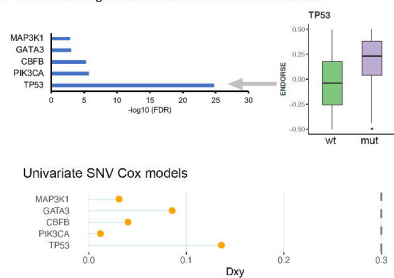 MAP3K1
GATA3
CBFB
PIK3CA
TP53
0 5 10 15 20 25 30
-log10 (FDR)
TP53
ENDORSE
0.50
0.25
0.00
-0.25
-0.50
wt mut
Univariate SNV Cox models
MAP3K1
GATA3
CBFB
PIK3CA
TP53
0.0 0.1 0.2 0.3
Dxy